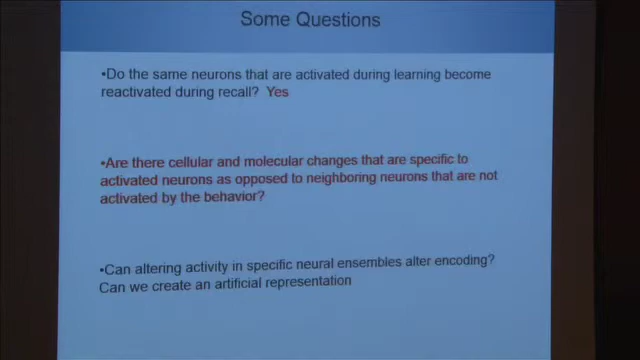 Some Questions
•Do the same neurons that are activated during learning become
reactivated during recall? Yes
•Are there cellular and molecular changes that are specific to
activated neurons as opposed to neighboring neurons that are not
activated by the behavior?
•Can altering activity in specific neural ensembles alter encoding?
Can we create an artificial representation